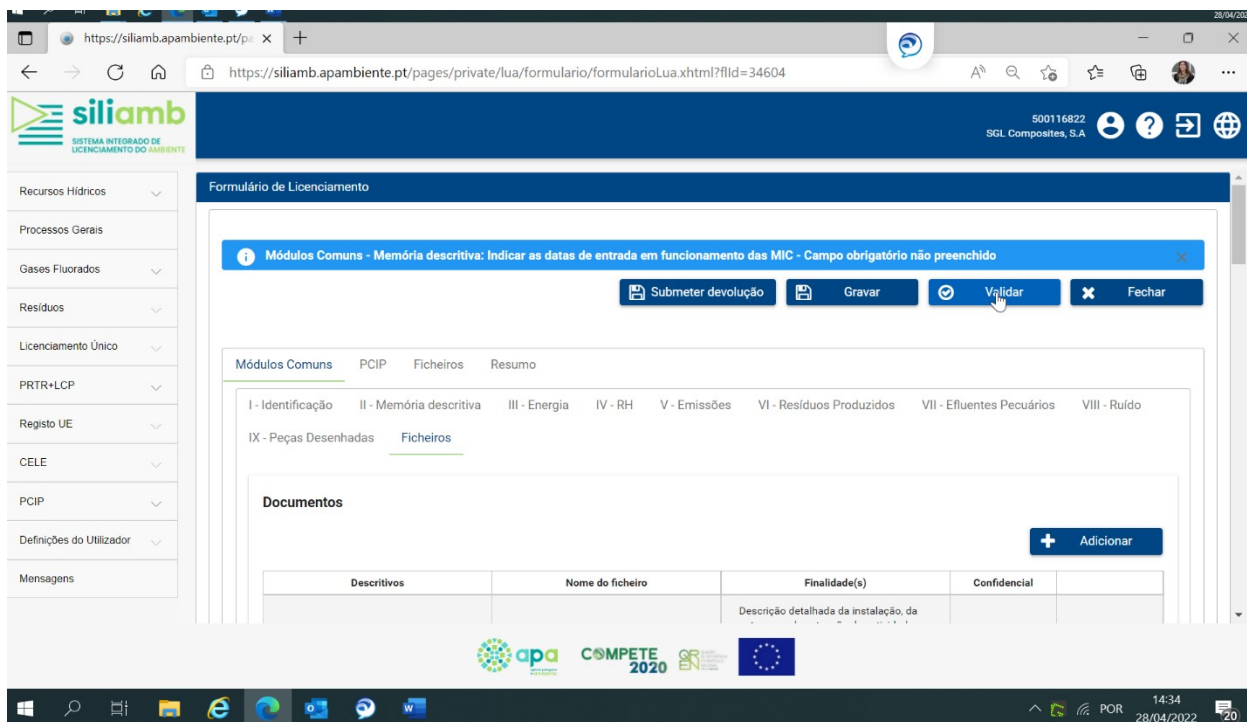 28/04/202
https://siliamb.apambiente.pt/pa
https://siliamb.apambiente.pt/pages/private/lua/formulario/formularioLua.xhtml?flId=34604
siliamb
SISTEMA INTEGRADO DE
LICENCIAMENTO DO AMBIENTE
500116822
SGL Composites, S.A
Recursos Hídricos
Processos Gerais
Gases Fluorados
Resíduos
Licenciamento Único
PRTR+LCP
Registo UE
CELE
PCIP
Definições do Utilizador
Mensagens
Formulário de Licenciamento
Módulos Comuns - Memória descritiva: Indicar as datas de entrada em funcionamento das MIC - Campo obrigatório não preenchido
Submeter devolução Gravar Validar Fechar
Módulos Comuns PCIP Ficheiros Resumo
I - Identificação II - Memória descritiva III - Energia IV - RH V - Emissões VI - Resíduos Produzidos VII - Efluentes Pecuários VIII - Ruído
IX - Peças Desenhadas Ficheiros
Documentos
Adicionar
Descritivos Nome do ficheiro Finalidade(s) Confidencial
Descrição detalhada da instalação, da
apa COMPETE 2020 QREN
POR 14:34
28/04/2022 20